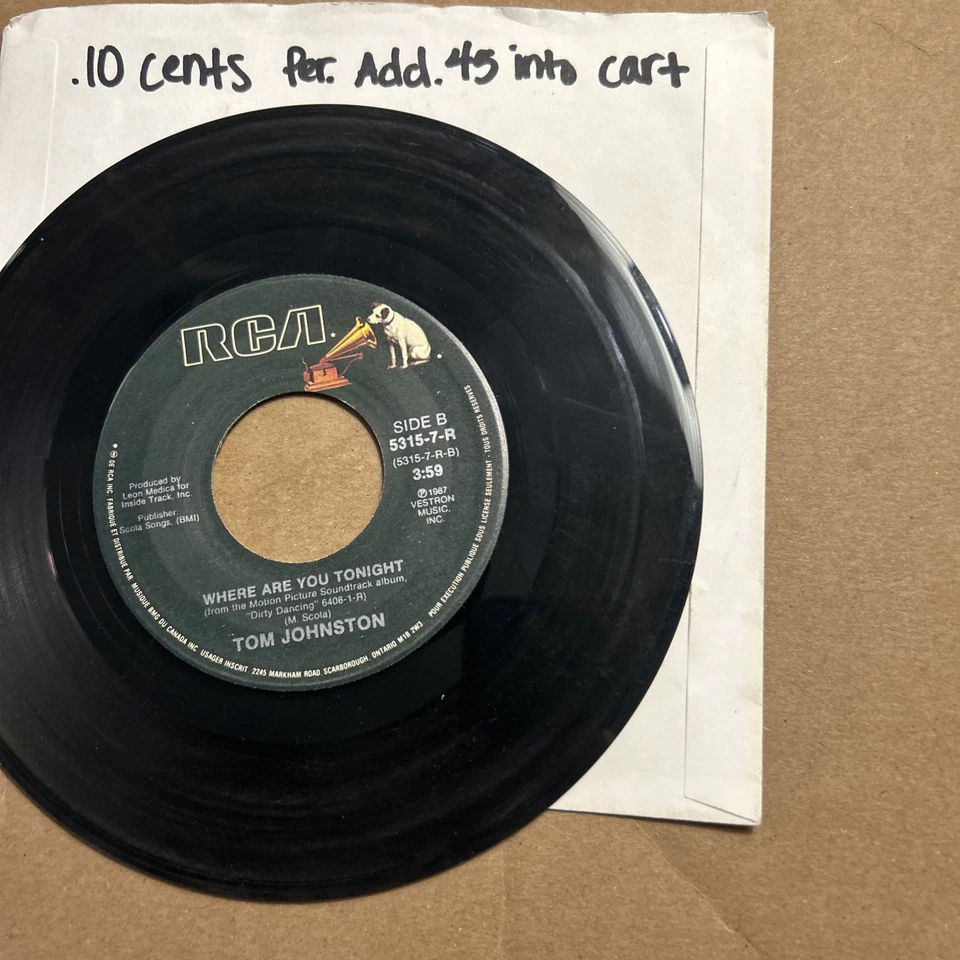 .10 cents per. Add .45 into cart
RCA
SIDE B
5315-7-R
(5315-7-R-B)
3:59
℗1987
VESTRON
MUSIC,
INC.
Produced by
Leon Medica for
Inside Track, Inc.
Publisher:
Scola Songs, (BMI)
WHERE ARE YOU TONIGHT
(from the Motion Picture Soundtrack album,
"Dirty Dancing" 6408-1-R)
(M. Scola)
TOM JOHNSTON
GE RCA INC. FABRIQUÉ ET DISTRIBUÉ PAR MUSIQUE BMG DU CANADA INC. USAGER INSCRIT. 2245 MARKHAM ROAD, SCARBOROUGH, ONTARIO M1B 2W3 POUR EXÉCUTION PUBLIQUE SOUS LICENSE SEULEMENT - TOUS DROITS RÉSERVÉS